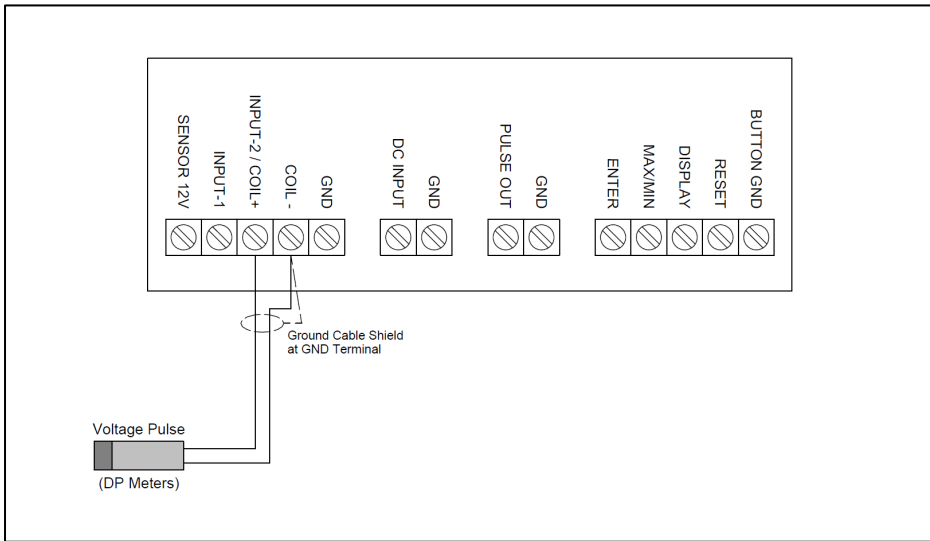 SENSOR 12V
INPUT-1
INPUT-2 / COIL+
COIL -
GND
DC INPUT
GND
PULSE OUT
GND
ENTER
MAX/MIN
DISPLAY
RESET
BUTTON GND
Ground Cable Shield
at GND Terminal
Voltage Pulse
(DP Meters)